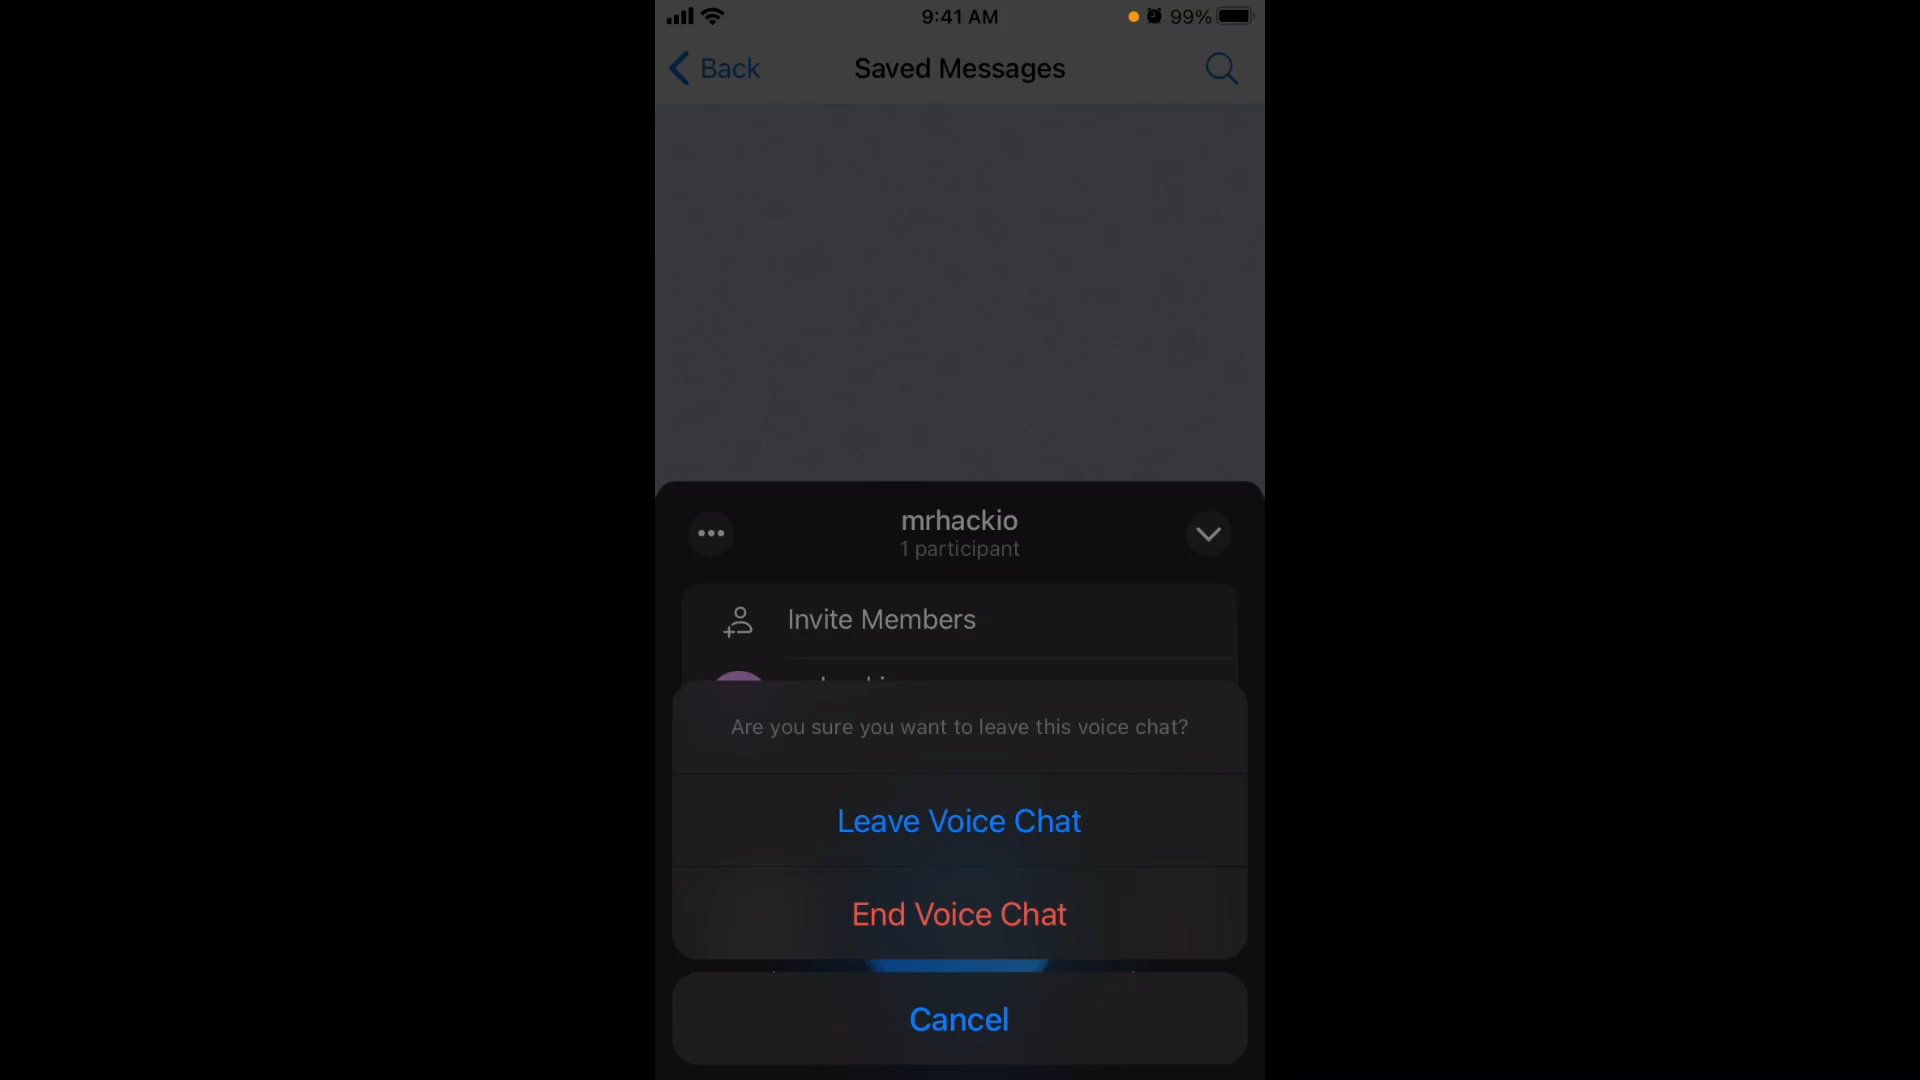 9:41 AM
99%
Back
Saved Messages
mrhackio
1 participant
Invite Members
Are you sure you want to leave this voice chat?
Leave Voice Chat
End Voice Chat
Cancel